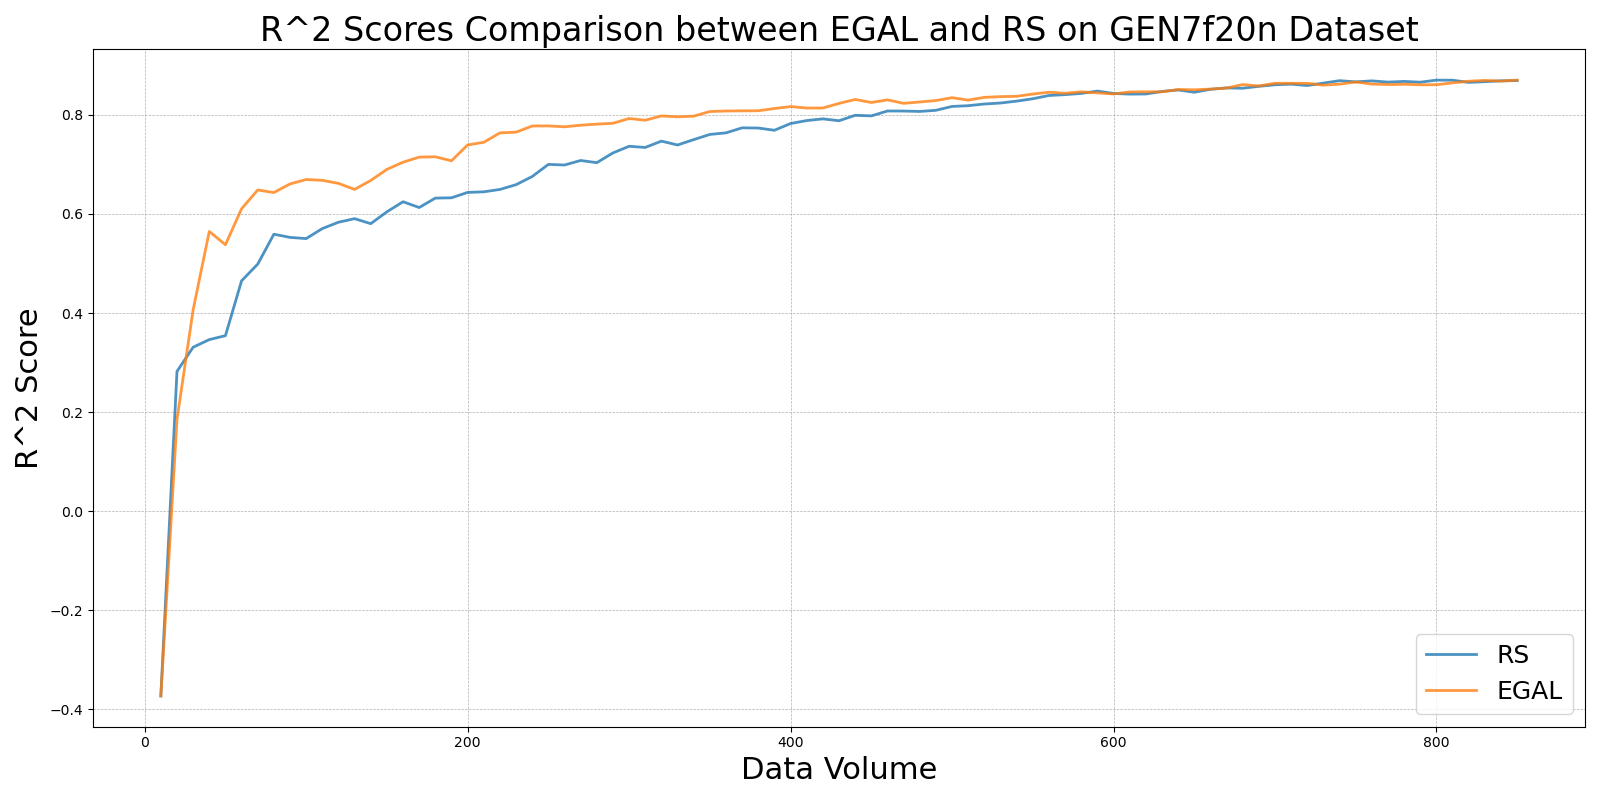 R^2 Scores Comparison between EGAL and RS on GEN7f20n Dataset
R^2 Score
0.8
0.6
0.4
0.2
0.0
−0.2
−0.4
RS
EGAL
0 200 400 600 800
Data Volume